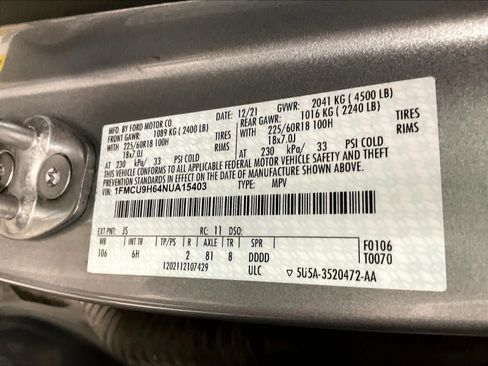 MFD. BY FORD MOTOR CO. DATE: 12/21 GVWR: 2041 KG ( 4500 LB)
FRONT GAWR: 1089 KG ( 2400 LB) REAR GAWR: 1016 KG ( 2240 LB)
WITH 225/60R18 100H TIRES WITH 225/60R18 100H TIRES
18x7.0J RIMS 18x7.0J RIMS
AT 230 kPa/ 33 PSI COLD AT 230 kPa/ 33 PSI COLD
THIS VEHICLE CONFORMS TO ALL APPLICABLE FEDERAL MOTOR VEHICLE SAFETY AND THEFT
PREVENTION STANDARDS IN EFFECT ON THE DATE OF MANUFACTURE SHOWN ABOVE.
VIN: 1FMCU9H64NUA15403 TYPE: MPV
EXT PNT: JS RC: 11 DSO: F0106
WB INT TR TP/PS R AXLE TR SPR T0070
106 6H 2 81 8 DDDD
1202112107429 ULC ▽ 5U5A-3520472-AA